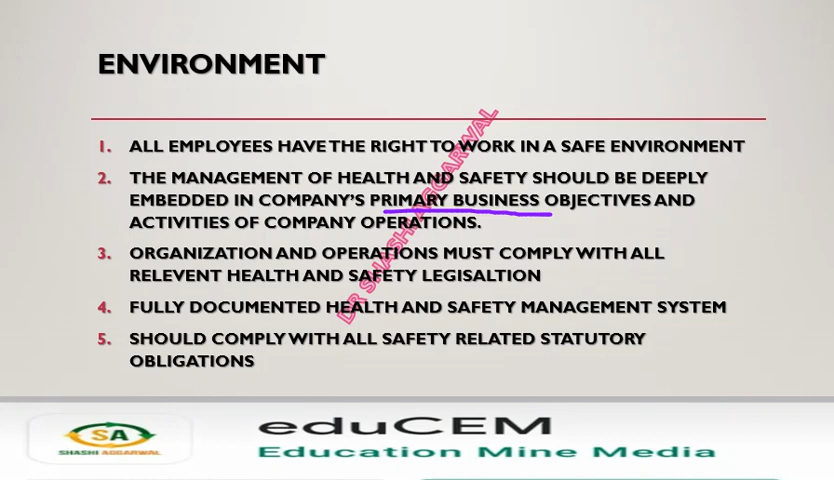 ENVIRONMENT
1. ALL EMPLOYEES HAVE THE RIGHT TO WORK IN A SAFE ENVIRONMENT
2. THE MANAGEMENT OF HEALTH AND SAFETY SHOULD BE DEEPLY
EMBEDDED IN COMPANY'S PRIMARY BUSINESS OBJECTIVES AND
ACTIVITIES OF COMPANY OPERATIONS.
3. ORGANIZATION AND OPERATIONS MUST COMPLY WITH ALL
RELEVENT HEALTH AND SAFETY LEGISALTION
4. FULLY DOCUMENTED HEALTH AND SAFETY MANAGEMENT SYSTEM
5. SHOULD COMPLY WITH ALL SAFETY RELATED STATUTORY
OBLIGATIONS
DR SHASHI AGGARWAL
SA
SHASHI AGGARWAL
eduCEM
Education Mine Media